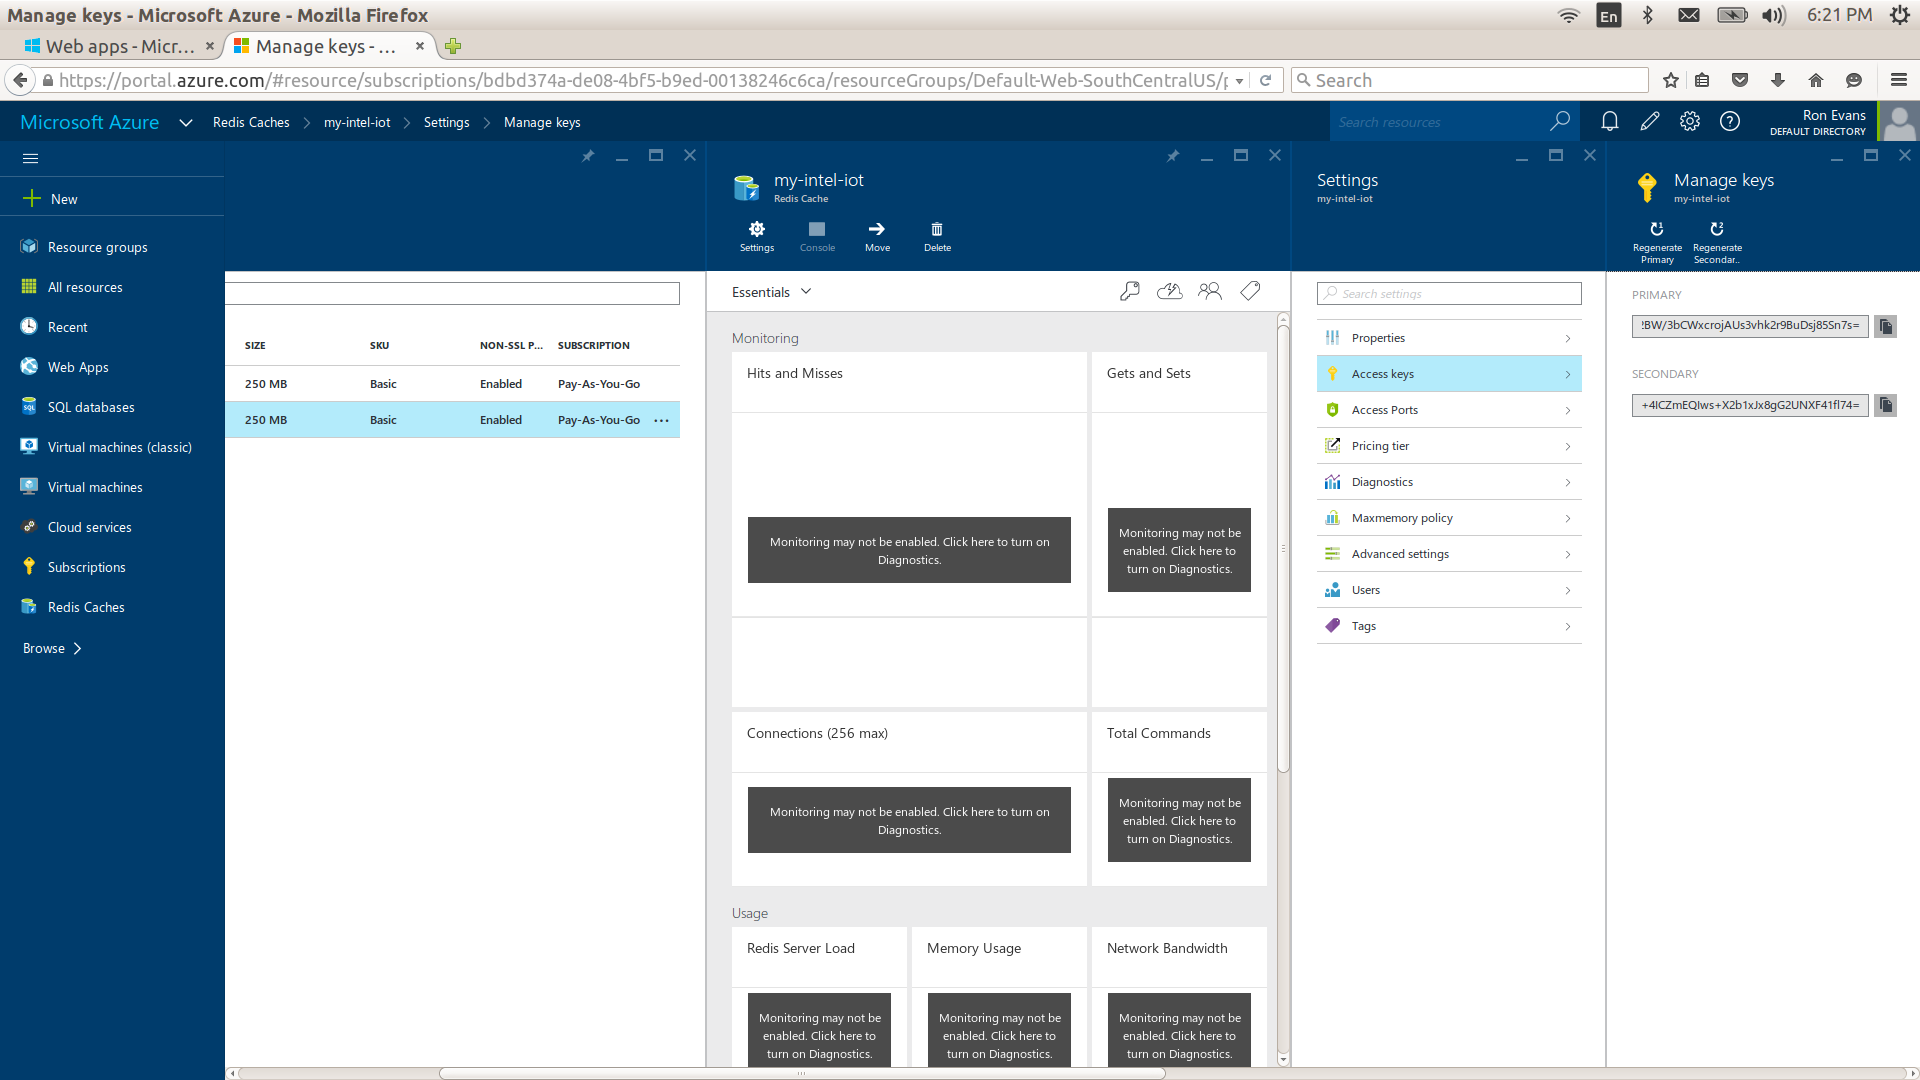 Manage keys - Microsoft Azure - Mozilla Firefox
En
6:21 PM
Web apps - Micr...
Manage keys - ...
https://portal.azure.com/#resource/subscriptions/bdbd374a-de08-4bf5-b9ed-00138246c6ca/resourceGroups/Default-Web-SouthCentralUS/p
Search
Microsoft Azure
Redis Caches
my-intel-iot
Settings
Manage keys
Search resources
Ron Evans
DEFAULT DIRECTORY
New
Resource groups
All resources
Recent
Web Apps
SQL databases
Virtual machines (classic)
Virtual machines
Cloud services
Subscriptions
Redis Caches
Browse
SIZE SKU NON-SSL P... SUBSCRIPTION
250 MB Basic Enabled Pay-As-You-Go
250 MB Basic Enabled Pay-As-You-Go ...
my-intel-iot
Redis Cache
Settings
Console
Move
Delete
Essentials
Monitoring
Hits and Misses
Monitoring may not be enabled. Click here to turn on
Diagnostics.
Gets and Sets
Monitoring may not be
enabled. Click here to
turn on Diagnostics.
Connections (256 max)
Monitoring may not be enabled. Click here to turn on
Diagnostics.
Total Commands
Monitoring may not be
enabled. Click here to
turn on Diagnostics.
Usage
Redis Server Load
Monitoring may not be
enabled. Click here to
turn on Diagnostics.
Memory Usage
Monitoring may not be
enabled. Click here to
turn on Diagnostics.
Network Bandwidth
Monitoring may not be
enabled. Click here to
turn on Diagnostics.
Settings
my-intel-iot
Search settings
Properties
Access keys
Access Ports
Pricing tier
Diagnostics
Maxmemory policy
Advanced settings
Users
Tags
Manage keys
my-intel-iot
Regenerate
Primary
Regenerate
Secondar..
PRIMARY
!BW/3bCWxcrojAUs3vhk2r9BuDsj85Sn7s=
SECONDARY
+4ICZmEQIws+X2b1xJx8gG2UNXF41fl74=